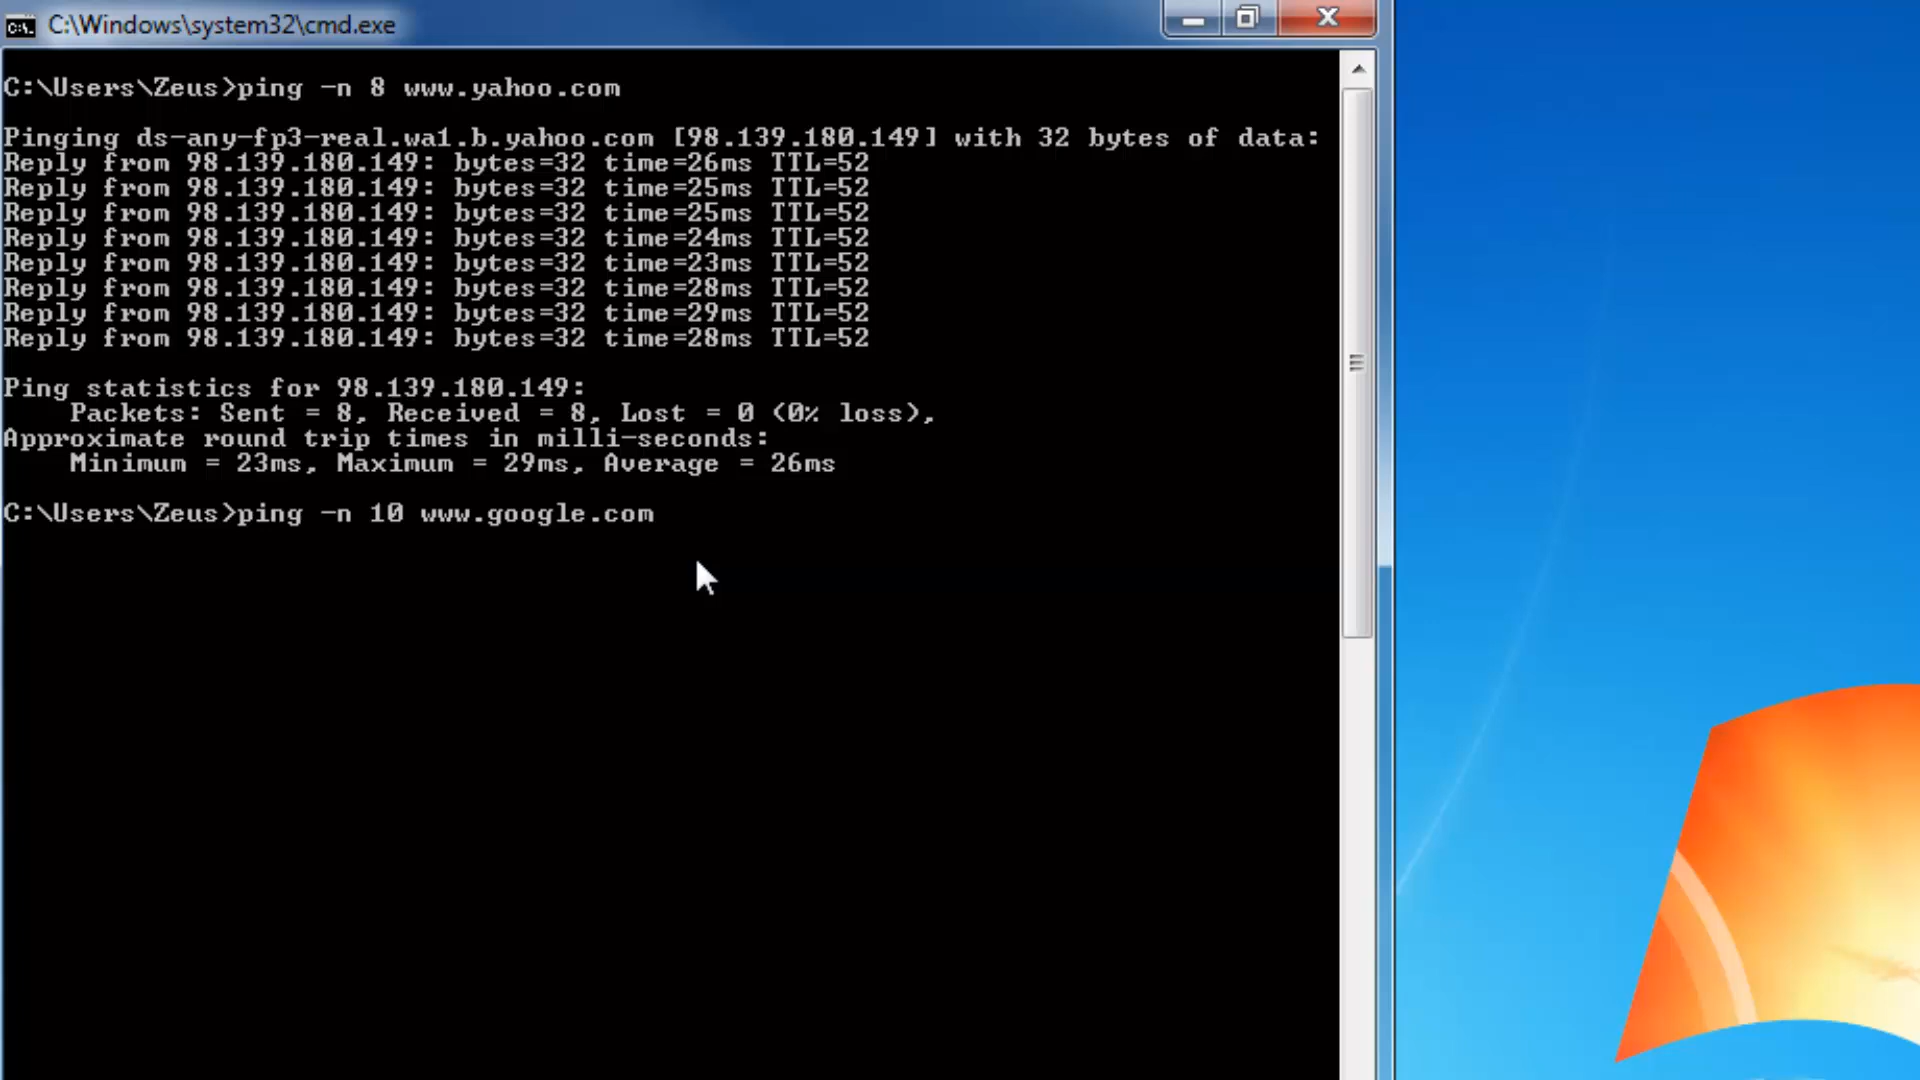 C:\Windows\system32\cmd.exe
C:\Users\Zeus>ping -n 8 www.yahoo.com
Pinging ds-any-fp3-real.wa1.b.yahoo.com [98.139.180.149] with 32 bytes of data:
Reply from 98.139.180.149: bytes=32 time=26ms TTL=52
Reply from 98.139.180.149: bytes=32 time=25ms TTL=52
Reply from 98.139.180.149: bytes=32 time=25ms TTL=52
Reply from 98.139.180.149: bytes=32 time=24ms TTL=52
Reply from 98.139.180.149: bytes=32 time=23ms TTL=52
Reply from 98.139.180.149: bytes=32 time=28ms TTL=52
Reply from 98.139.180.149: bytes=32 time=29ms TTL=52
Reply from 98.139.180.149: bytes=32 time=28ms TTL=52
Ping statistics for 98.139.180.149:
    Packets: Sent = 8, Received = 8, Lost = 0 (0% loss),
Approximate round trip times in milli-seconds:
    Minimum = 23ms, Maximum = 29ms, Average = 26ms
C:\Users\Zeus>ping -n 10 www.google.com